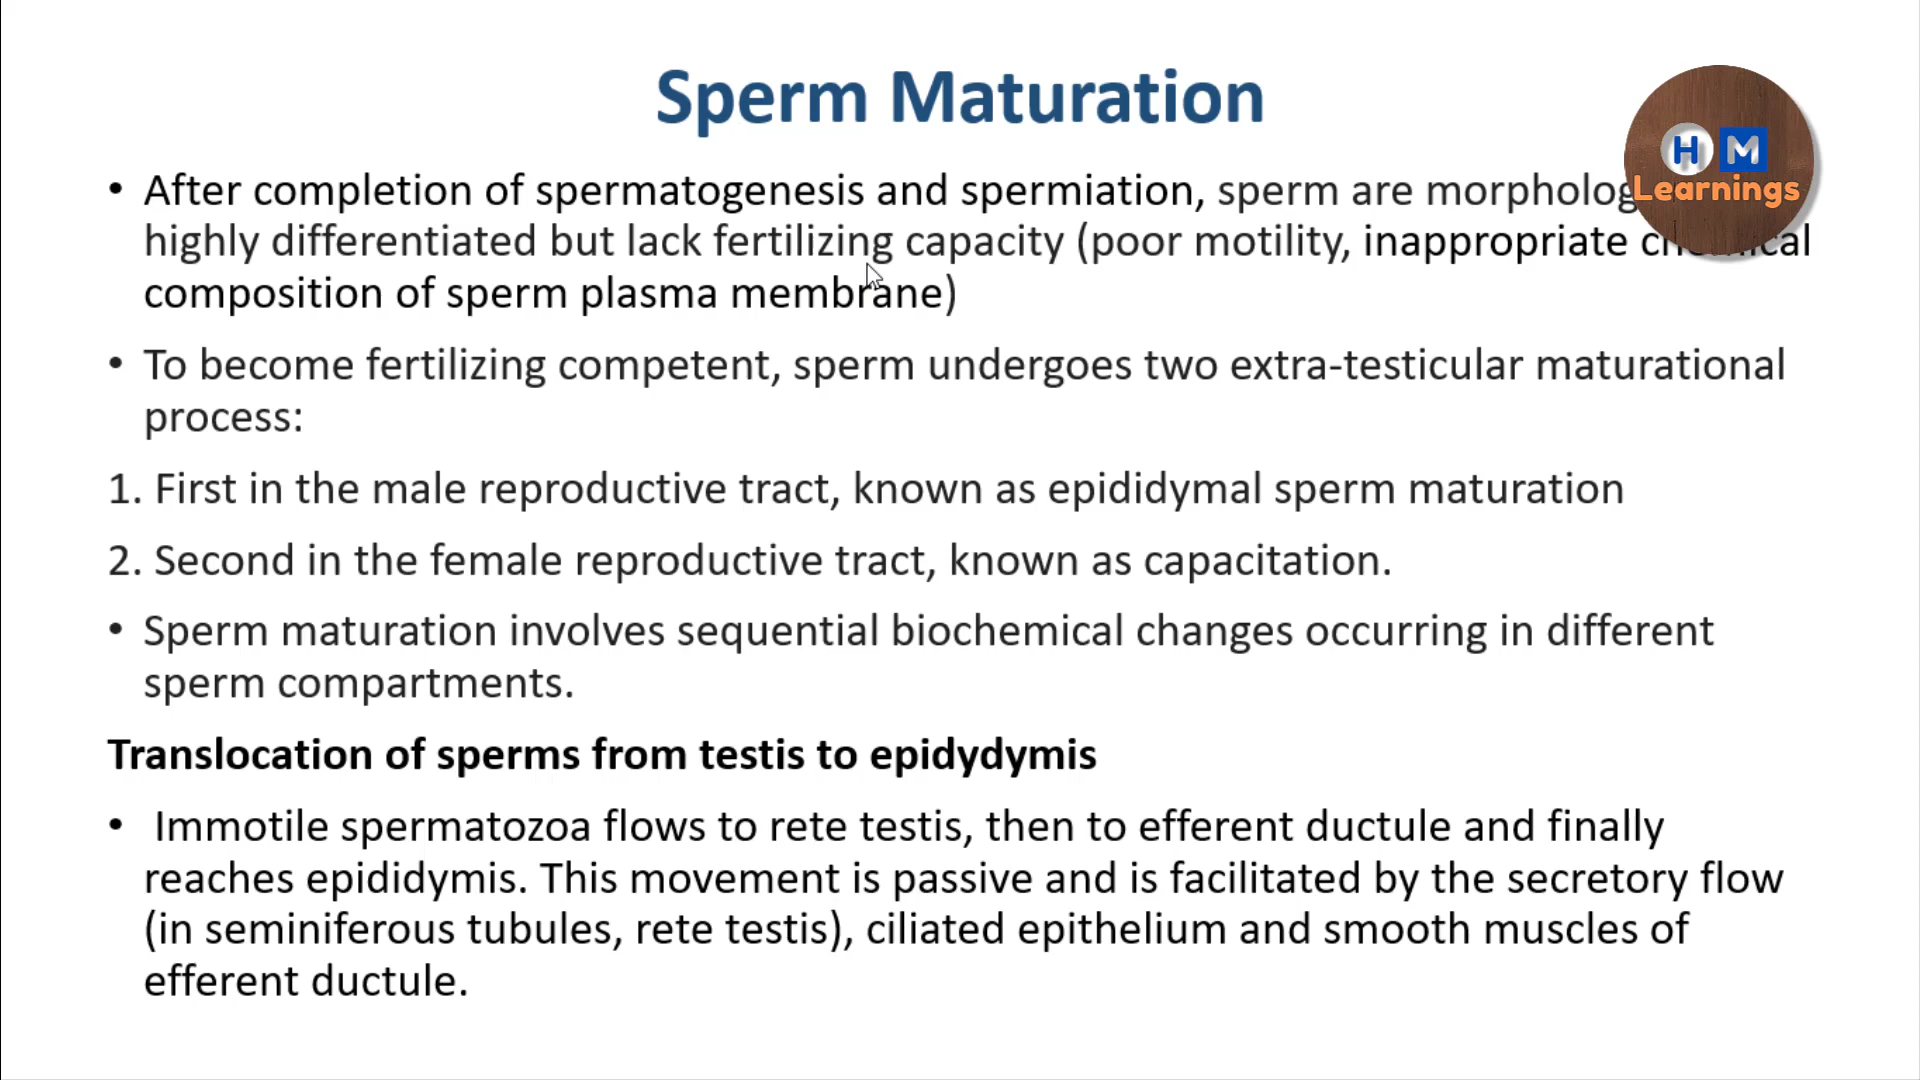 Sperm Maturation
H M
Learnings
• After completion of spermatogenesis and spermiation, sperm are
highly differentiated but lack fertilizing capacity (poor motility, inappropriate
composition of sperm plasma membrane)
• To become fertilizing competent, sperm undergoes two extra-testicular maturational
process:
1. First in the male reproductive tract, known as epididymal sperm maturation
2. Second in the female reproductive tract, known as capacitation.
• Sperm maturation involves sequential biochemical changes occurring in different
sperm compartments.
Translocation of sperms from testis to epidydymis
• Immotile spermatozoa flows to rete testis, then to efferent ductule and finally
reaches epididymis. This movement is passive and is facilitated by the secretory flow
(in seminiferous tubules, rete testis), ciliated epithelium and smooth muscles of
efferent ductule.